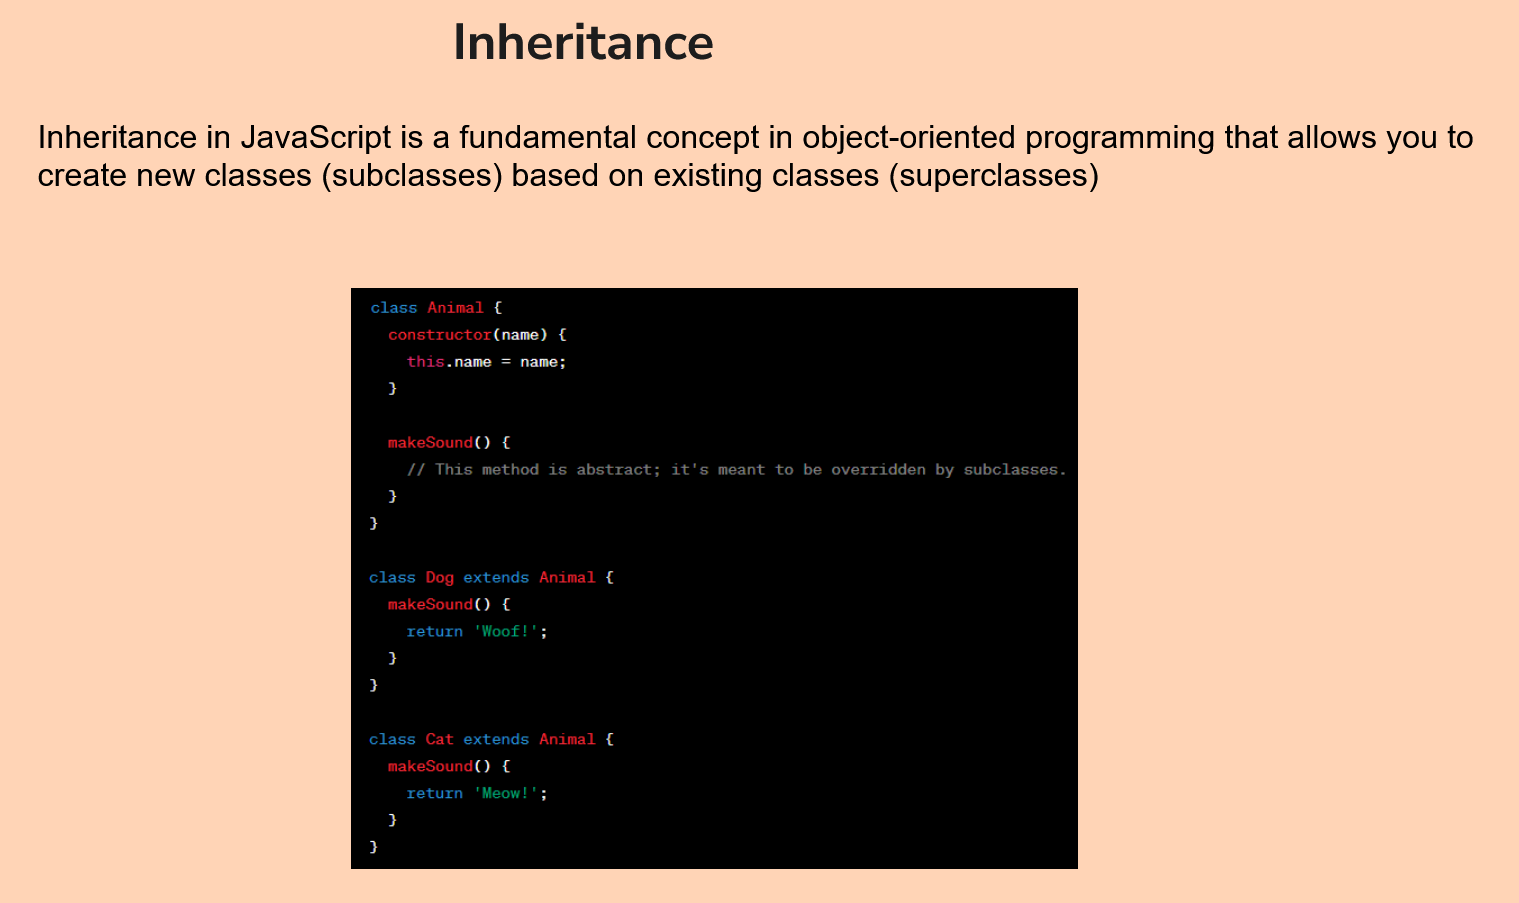 Inheritance
Inheritance in JavaScript is a fundamental concept in object-oriented programming that allows you to
create new classes (subclasses) based on existing classes (superclasses)
class Animal {
  constructor(name) {
    this.name = name;
  }
  makeSound() {
    // This method is abstract; it's meant to be overridden by subclasses.
  }
}
class Dog extends Animal {
  makeSound() {
    return 'Woof!';
  }
}
class Cat extends Animal {
  makeSound() {
    return 'Meow!';
  }
}